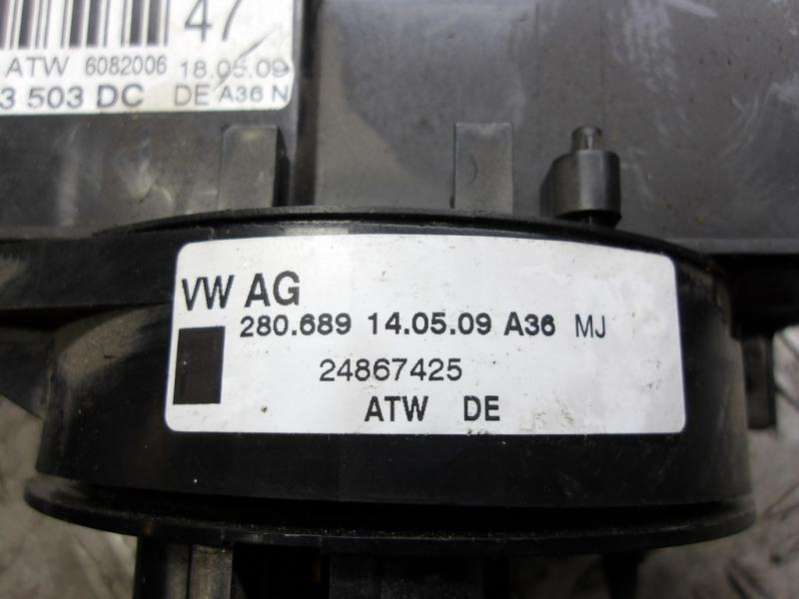 47
ATW 6082006 18.05.09
3 503 DC DE A36 N
VW AG
280.689 14.05.09 A36 MJ
24867425
ATW DE